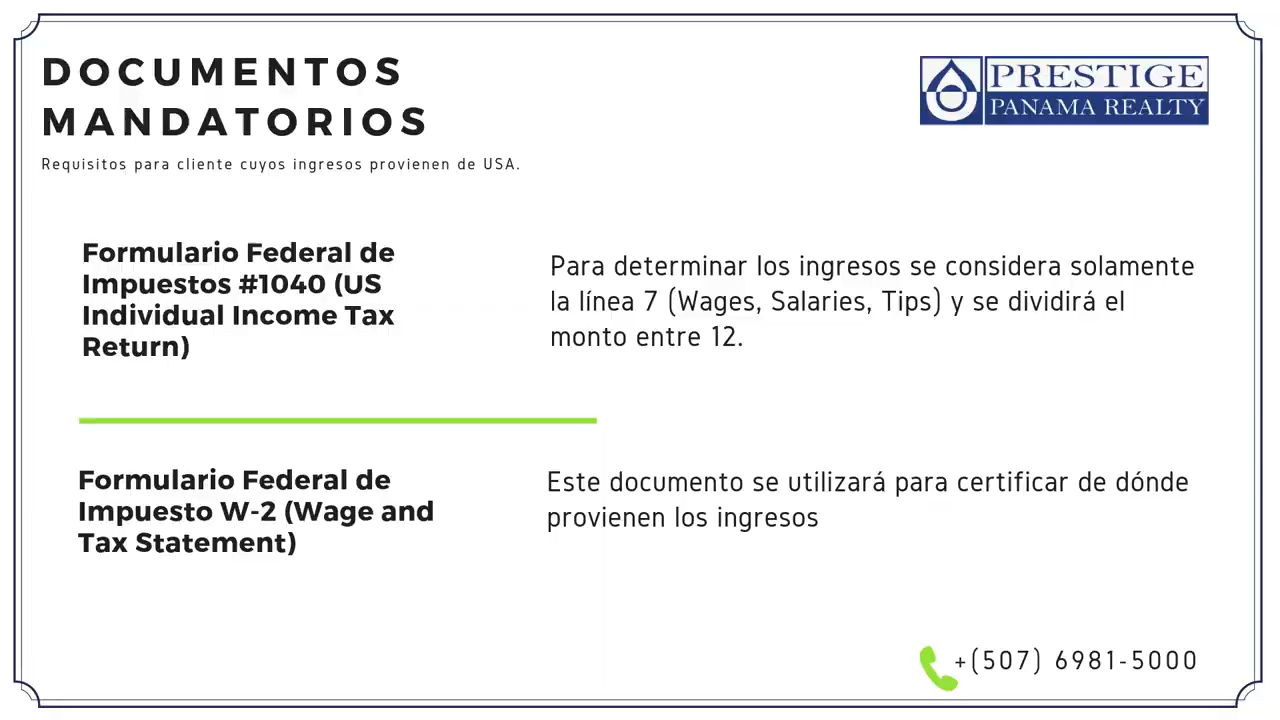 DOCUMENTOS
MANDATORIOS
Requisitos para cliente cuyos ingresos provienen de USA.
PRESTIGE
PANAMA REALTY
Formulario Federal de
Impuestos #1040 (US
Individual Income Tax
Return)
Para determinar los ingresos se considera solamente
la línea 7 (Wages, Salaries, Tips) y se dividirá el
monto entre 12.
Formulario Federal de
Impuesto W-2 (Wage and
Tax Statement)
Este documento se utilizará para certificar de dónde
provienen los ingresos
+(507) 6981-5000